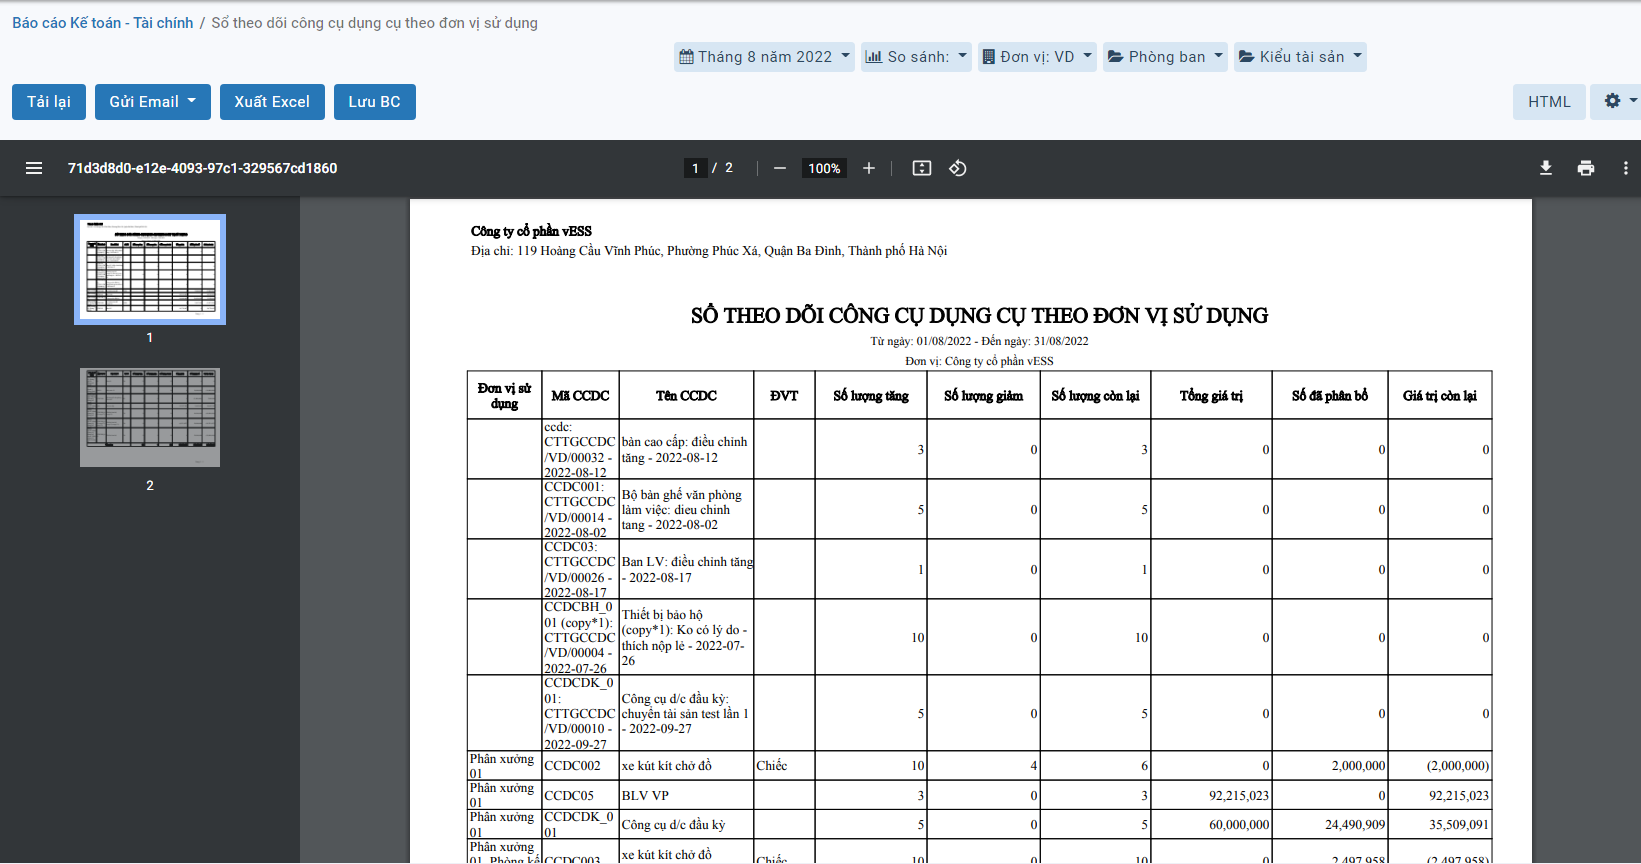 Báo cáo Kế toán - Tài chính / Sổ theo dõi công cụ dụng cụ theo đơn vị sử dụng
Tháng 8 năm 2022 So sánh: Đơn vị: VD Phòng ban Kiểu tài sản
Tải lại Gửi Email Xuất Excel Lưu BC HTML
71d3d8d0-e12e-4093-97c1-329567cd1860 1 / 2 100%
1
2
Công ty cổ phần vESS
Địa chỉ: 119 Hoàng Cầu Vĩnh Phúc, Phường Phúc Xá, Quận Ba Đình, Thành phố Hà Nội
SỔ THEO DÕI CÔNG CỤ DỤNG CỤ THEO ĐƠN VỊ SỬ DỤNG
Từ ngày: 01/08/2022 - Đến ngày: 31/08/2022
Đơn vị: Công ty cổ phần vESS
Đơn vị sử
dụng
Mã CCDC Tên CCDC ĐVT Số lượng tăng Số lượng giảm Số lượng còn lại Tổng giá trị Số đã phân bổ Giá trị còn lại
ccdc:
CTTGCCDC
/VD/00032 -
2022-08-12
bàn cao cấp: điều chỉnh
tăng - 2022-08-12
3 0 3 0 0 0
CCDC001:
CTTGCCDC
/VD/00014 -
2022-08-02
Bộ bàn ghế văn phòng
làm việc: dieu chinh
tang - 2022-08-02
5 0 5 0 0 0
CCDC03:
CTTGCCDC
/VD/00026 -
2022-08-17
Ban LV: điều chỉnh tăng
- 2022-08-17
1 0 1 0 0 0
CCDCBH_0
01 (copy*1):
CTTGCCDC
/VD/00004 -
2022-07-26
Thiết bị bảo hộ
(copy*1): Ko có lý do -
thích nộp lẻ - 2022-07-
26
10 0 10 0 0 0
CCDCDK_0
01:
CTTGCCDC
/VD/00010 -
2022-09-27
Công cụ d/c đầu kỳ:
chuyển tài sản test lần 1
- 2022-09-27
5 0 5 0 0 0
Phân xưởng
01
CCDC002 xe kút kít chở đồ Chiếc 10 4 6 0 2,000,000 (2,000,000)
Phân xưởng
01
CCDC05 BLV VP 3 0 3 92,215,023 0 92,215,023
Phân xưởng
01
CCDCDK_0
01
Công cụ d/c đầu kỳ 5 0 5 60,000,000 24,490,909 35,509,091
Phân xưởng
01, Phòng kế
CCDC003 xe kút kít chở đồ Chiếc 10 0 10 0 2,497,958 (2,497,958)